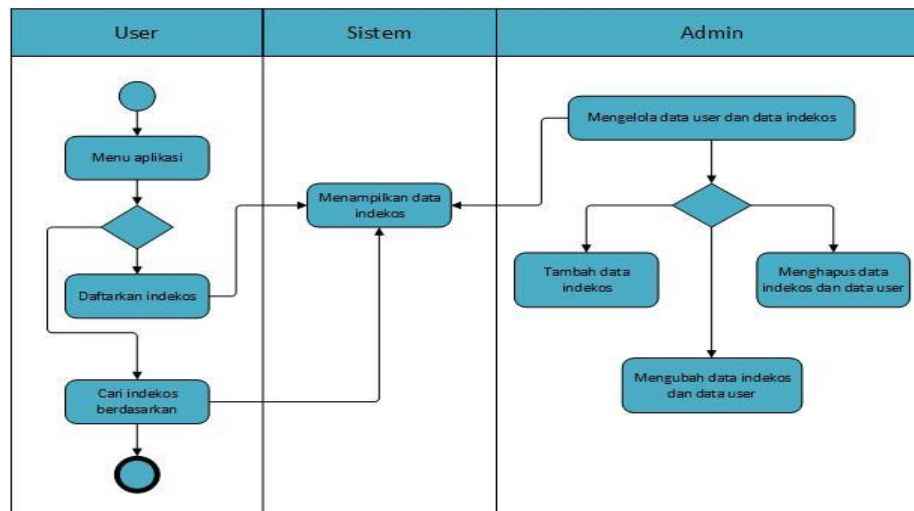 User
Sistem
Admin
Menu aplikasi
Daftarkan indekos
Cari indekos
berdasarkan
Menampilkan data
indekos
Mengelola data user dan data indekos
Tambah data
indekos
Menghapus data
indekos dan data user
Mengubah data indekos
dan data user